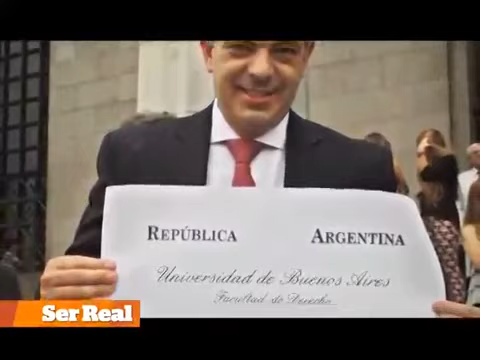 REPÚBLICA ARGENTINA
Universidad de Buenos Aires
Facultad de Derecho
Ser Real